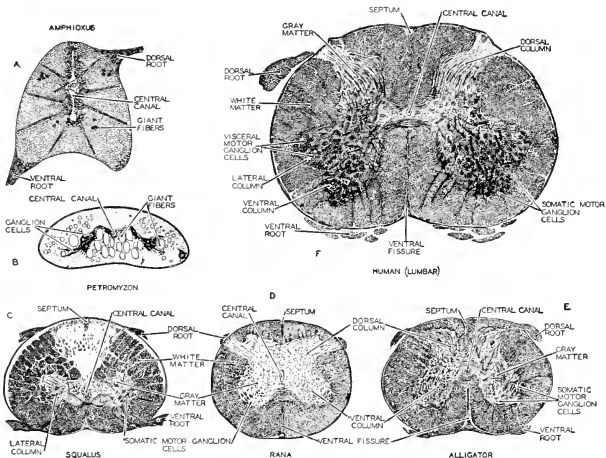 AMPHIOXUS
A
DORSAL
ROOT
CENTRAL
CANAL
GIANT
FIBERS
VENTRAL
ROOT
CENTRAL CANAL
GIANT
FIBERS
GANGLION
CELLS
B
PETROMYZON
SEPTUM
CENTRAL CANAL
GRAY
MATTER
DORSAL
COLUMN
DORSAL
ROOT
WHITE
MATTER
VISCERAL
MOTOR
GANGLION
CELLS
LATERAL
COLUMN
VENTRAL
COLUMN
VENTRAL
ROOT
SOMATIC MOTOR
GANGLION
CELLS
VENTRAL
FISSURE
F
HUMAN (LUMBAR)
C
SEPTUM
CENTRAL CANAL
DORSAL
ROOT
WHITE
MATTER
GRAY
MATTER
VENTRAL
ROOT
LATERAL
COLUMN
SOMATIC MOTOR GANGLION
CELLS
SQUALUS
D
CENTRAL
CANAL
SEPTUM
DORSAL
COLUMN
VENTRAL
COLUMN
VENTRAL FISSURE
RANA
E.
SEPTUM
CENTRAL CANAL
DORSAL
ROOT
GRAY
MATTER
SOMATIC
MOTOR
GANGLION
CELLS
VENTRAL
ROOT
ALLIGATOR